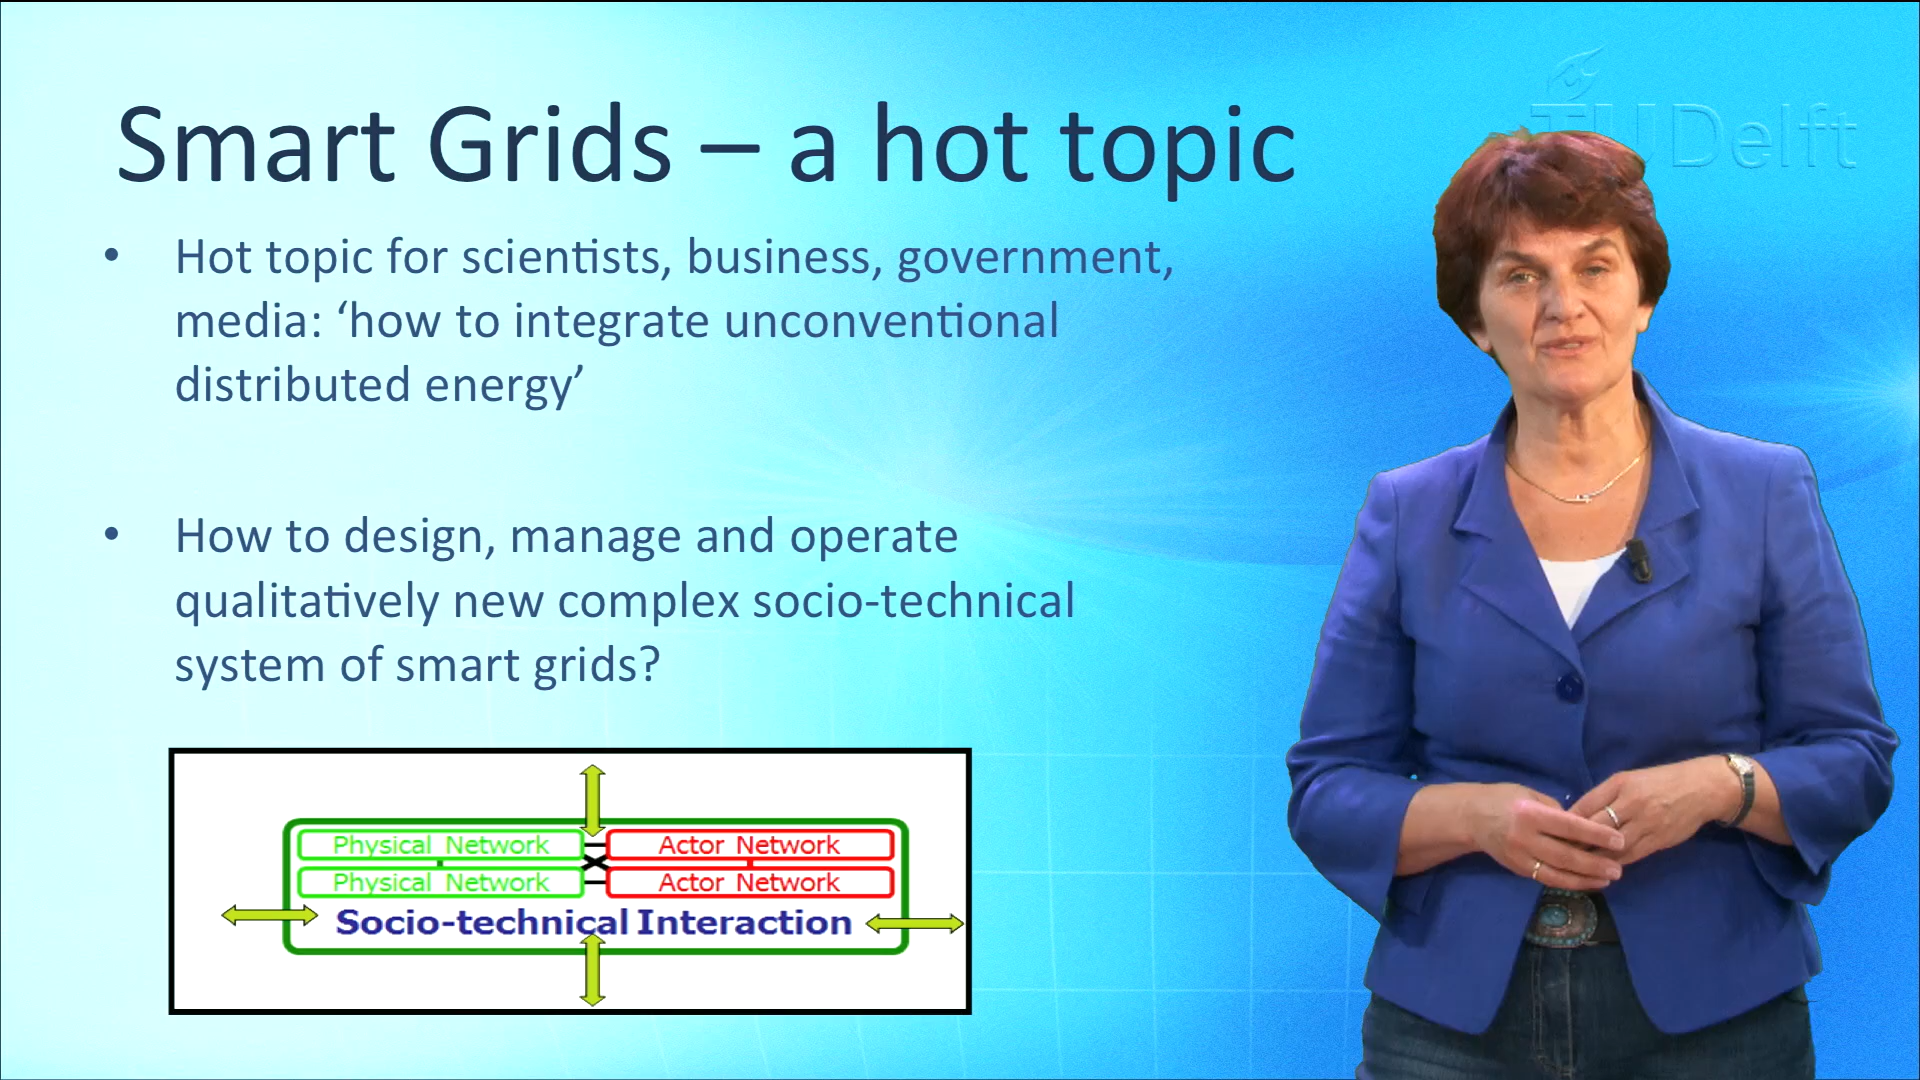 TUDelft
Smart Grids – a hot topic
• Hot topic for scientists, business, government,
media: ‘how to integrate unconventional
distributed energy’
• How to design, manage and operate
qualitatively new complex socio-technical
system of smart grids?
Physical Network
Actor Network
Physical Network
Actor Network
Socio-technical Interaction